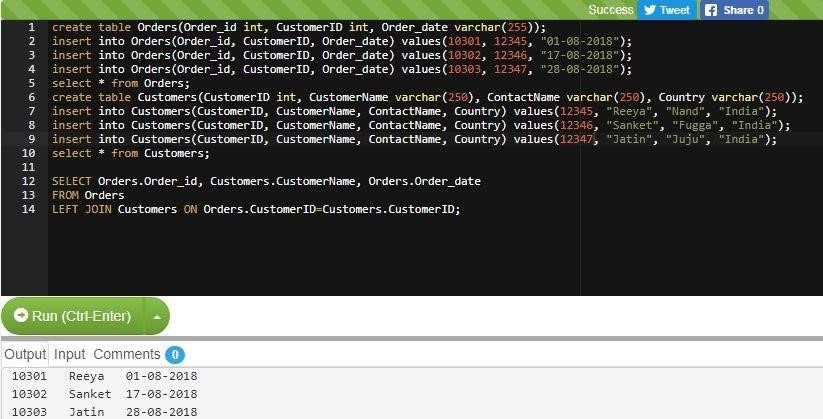 Success Tweet Share 0
1 create table Orders(Order_id int, CustomerID int, Order_date varchar(255));
2 insert into Orders(Order_id, CustomerID, Order_date) values(10301, 12345, "01-08-2018");
3 insert into Orders(Order_id, CustomerID, Order_date) values(10302, 12346, "17-08-2018");
4 insert into Orders(Order_id, CustomerID, Order_date) values(10303, 12347, "28-08-2018");
5 select * from Orders;
6 create table Customers(CustomerID int, CustomerName varchar(250), ContactName varchar(250), Country varchar(250));
7 insert into Customers(CustomerID, CustomerName, ContactName, Country) values(12345, "Reeya", "Nand", "India");
8 insert into Customers(CustomerID, CustomerName, ContactName, Country) values(12346, "Sanket", "Fugga", "India");
9 insert into Customers(CustomerID, CustomerName, ContactName, Country) values(12347, "Jatin", "Juju", "India");
10 select * from Customers;
11
12 SELECT Orders.Order_id, Customers.CustomerName, Orders.Order_date
13 FROM Orders
14 LEFT JOIN Customers ON Orders.CustomerID=Customers.CustomerID;
Run (Ctrl-Enter)
Output Input Comments 0
10301 Reeya 01-08-2018
10302 Sanket 17-08-2018
10303 Jatin 28-08-2018